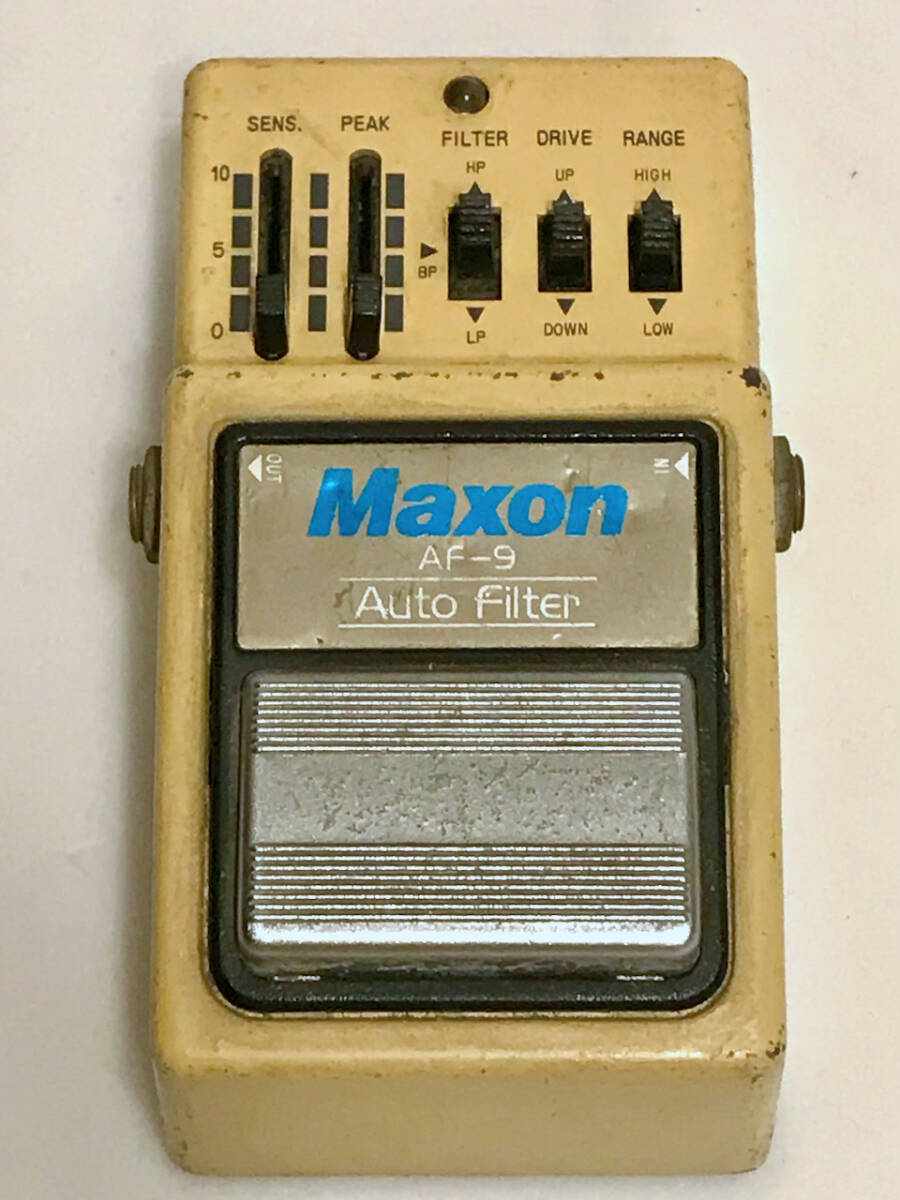 SENS. PEAK FILTER DRIVE RANGE
HP UP HIGH
10
5
BP
0
LP DOWN LOW
OUT IN
Maxon
AF-9
Auto Filter